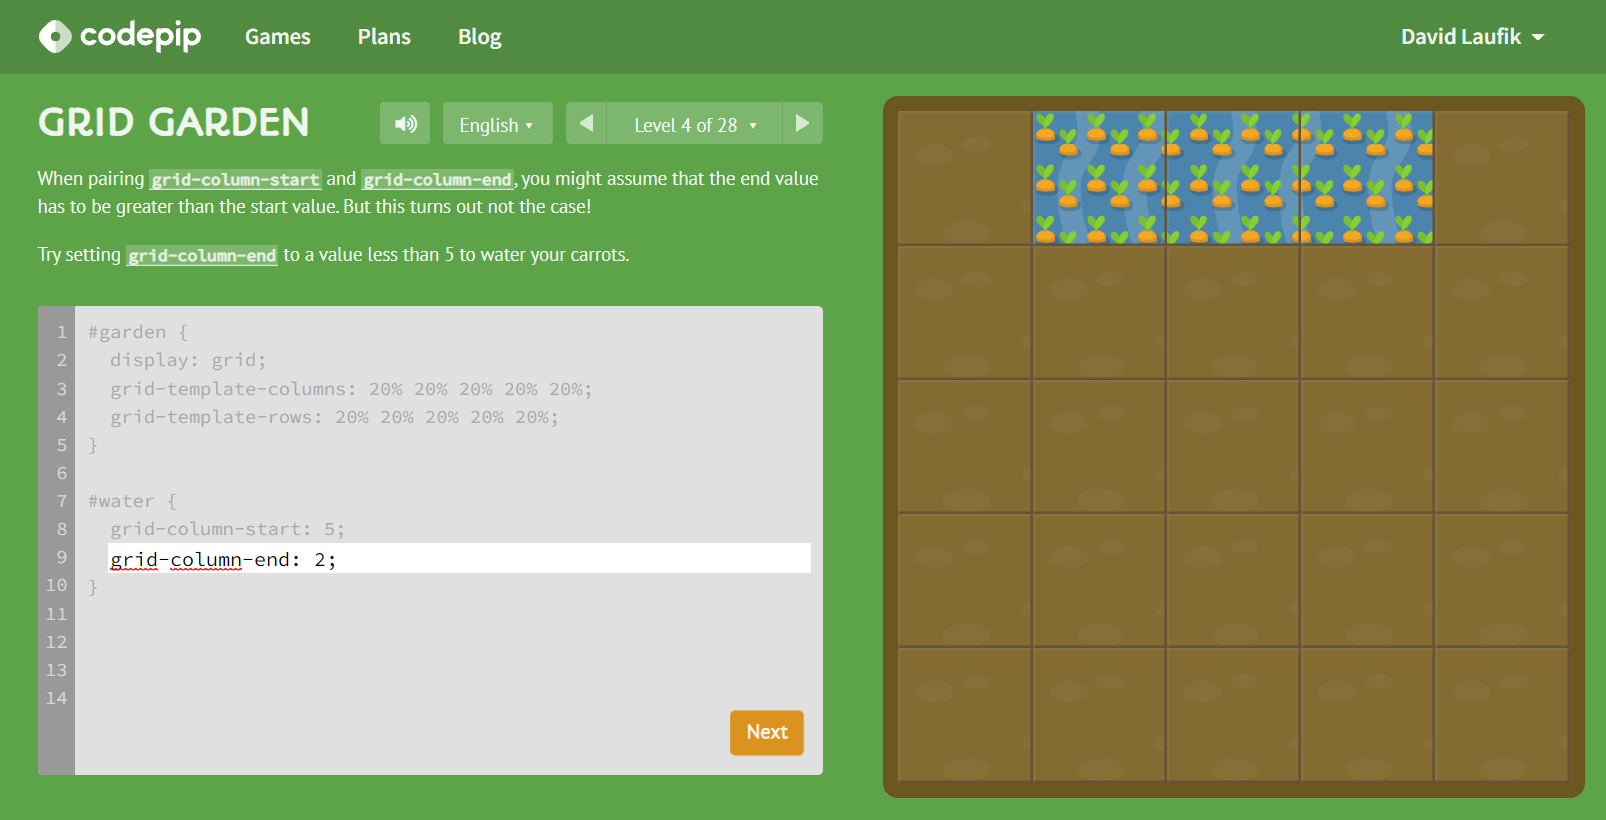 codepip Games Plans Blog David Laufik
GRID GARDEN
English
Level 4 of 28
When pairing grid-column-start and grid-column-end, you might assume that the end value
has to be greater than the start value. But this turns out not the case!
Try setting grid-column-end to a value less than 5 to water your carrots.
1 #garden {
2 display: grid;
3 grid-template-columns: 20% 20% 20% 20% 20%;
4 grid-template-rows: 20% 20% 20% 20% 20%;
5 }
6
7 #water {
8 grid-column-start: 5;
9 grid-column-end: 2;
10 }
11
12
13
14
Next